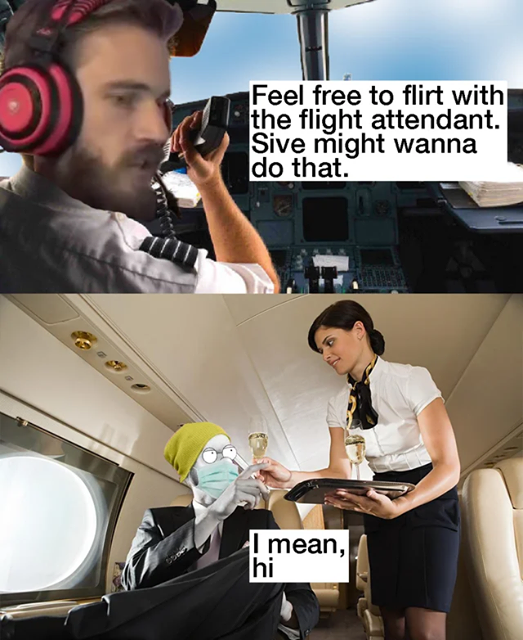 Feel free to flirt with
the flight attendant.
Sive might wanna
do that.
I mean,
hi